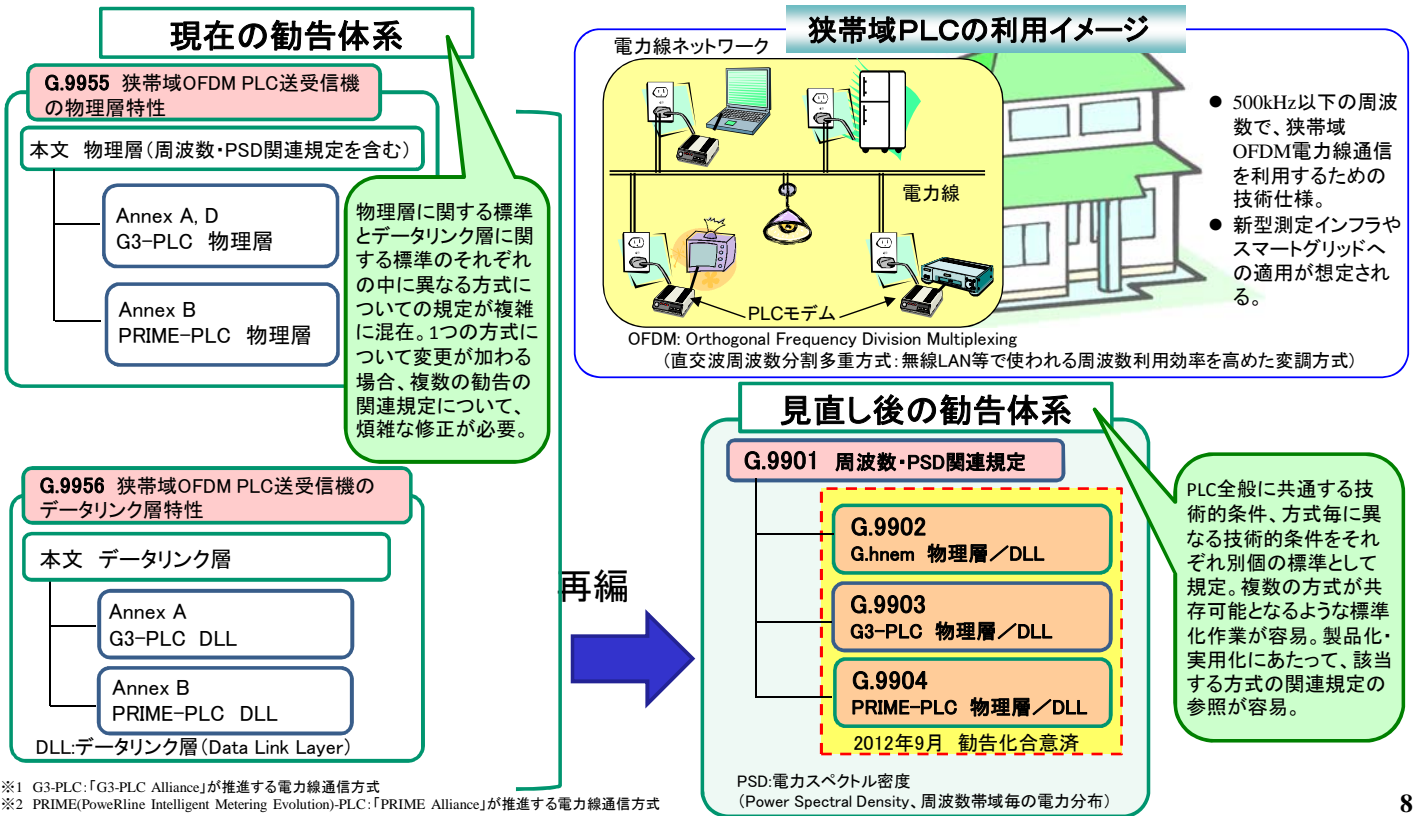 現在の勧告体系
G.9955 狭帯域OFDM PLC送受信機
の物理層特性
本文 物理層（周波数・PSD関連規定を含む）
Annex A, D
G3-PLC 物理層
Annex B
PRIME-PLC 物理層
物理層に関する標準
とデータリンク層に関
する標準のそれぞれ
の中に異なる方式に
ついての規定が複雑
に混在。1つの方式に
ついて変更が加わる
場合、複数の勧告の
関連規定について、
煩雑な修正が必要。
G.9956 狭帯域OFDM PLC送受信機の
データリンク層特性
本文 データリンク層
Annex A
G3-PLC DLL
Annex B
PRIME-PLC DLL
DLL:データリンク層（Data Link Layer）
※1 G3-PLC：「G3-PLC Alliance」が推進する電力線通信方式
※2 PRIME(PoweRline Intelligent Metering Evolution)-PLC：「PRIME Alliance」が推進する電力線通信方式
再編
狭帯域PLCの利用イメージ
電力線ネットワーク
電力線
PLCモデム
● 500kHz以下の周波
数で、狭帯域
OFDM電力線通信
を利用するための
技術仕様。
● 新型測定インフラや
スマートグリッドへ
の適用が想定され
る。
OFDM: Orthogonal Frequency Division Multiplexing
（直交波周波数分割多重方式：無線LAN等で使われる周波数利用効率を高めた変調方式）
見直し後の勧告体系
G.9901 周波数・PSD関連規定
G.9902
G.hnem 物理層／DLL
G.9903
G3-PLC 物理層／DLL
G.9904
PRIME-PLC 物理層／DLL
2012年9月 勧告化合意済
PSD:電力スペクトル密度
（Power Spectral Density、周波数帯域毎の電力分布）
PLC全般に共通する技
術的条件、方式毎に異
なる技術的条件をそれ
ぞれ別個の標準として
規定。複数の方式が共
存可能となるような標準
化作業が容易。製品化・
実用化にあたって、該当
する方式の関連規定の
参照が容易。
8